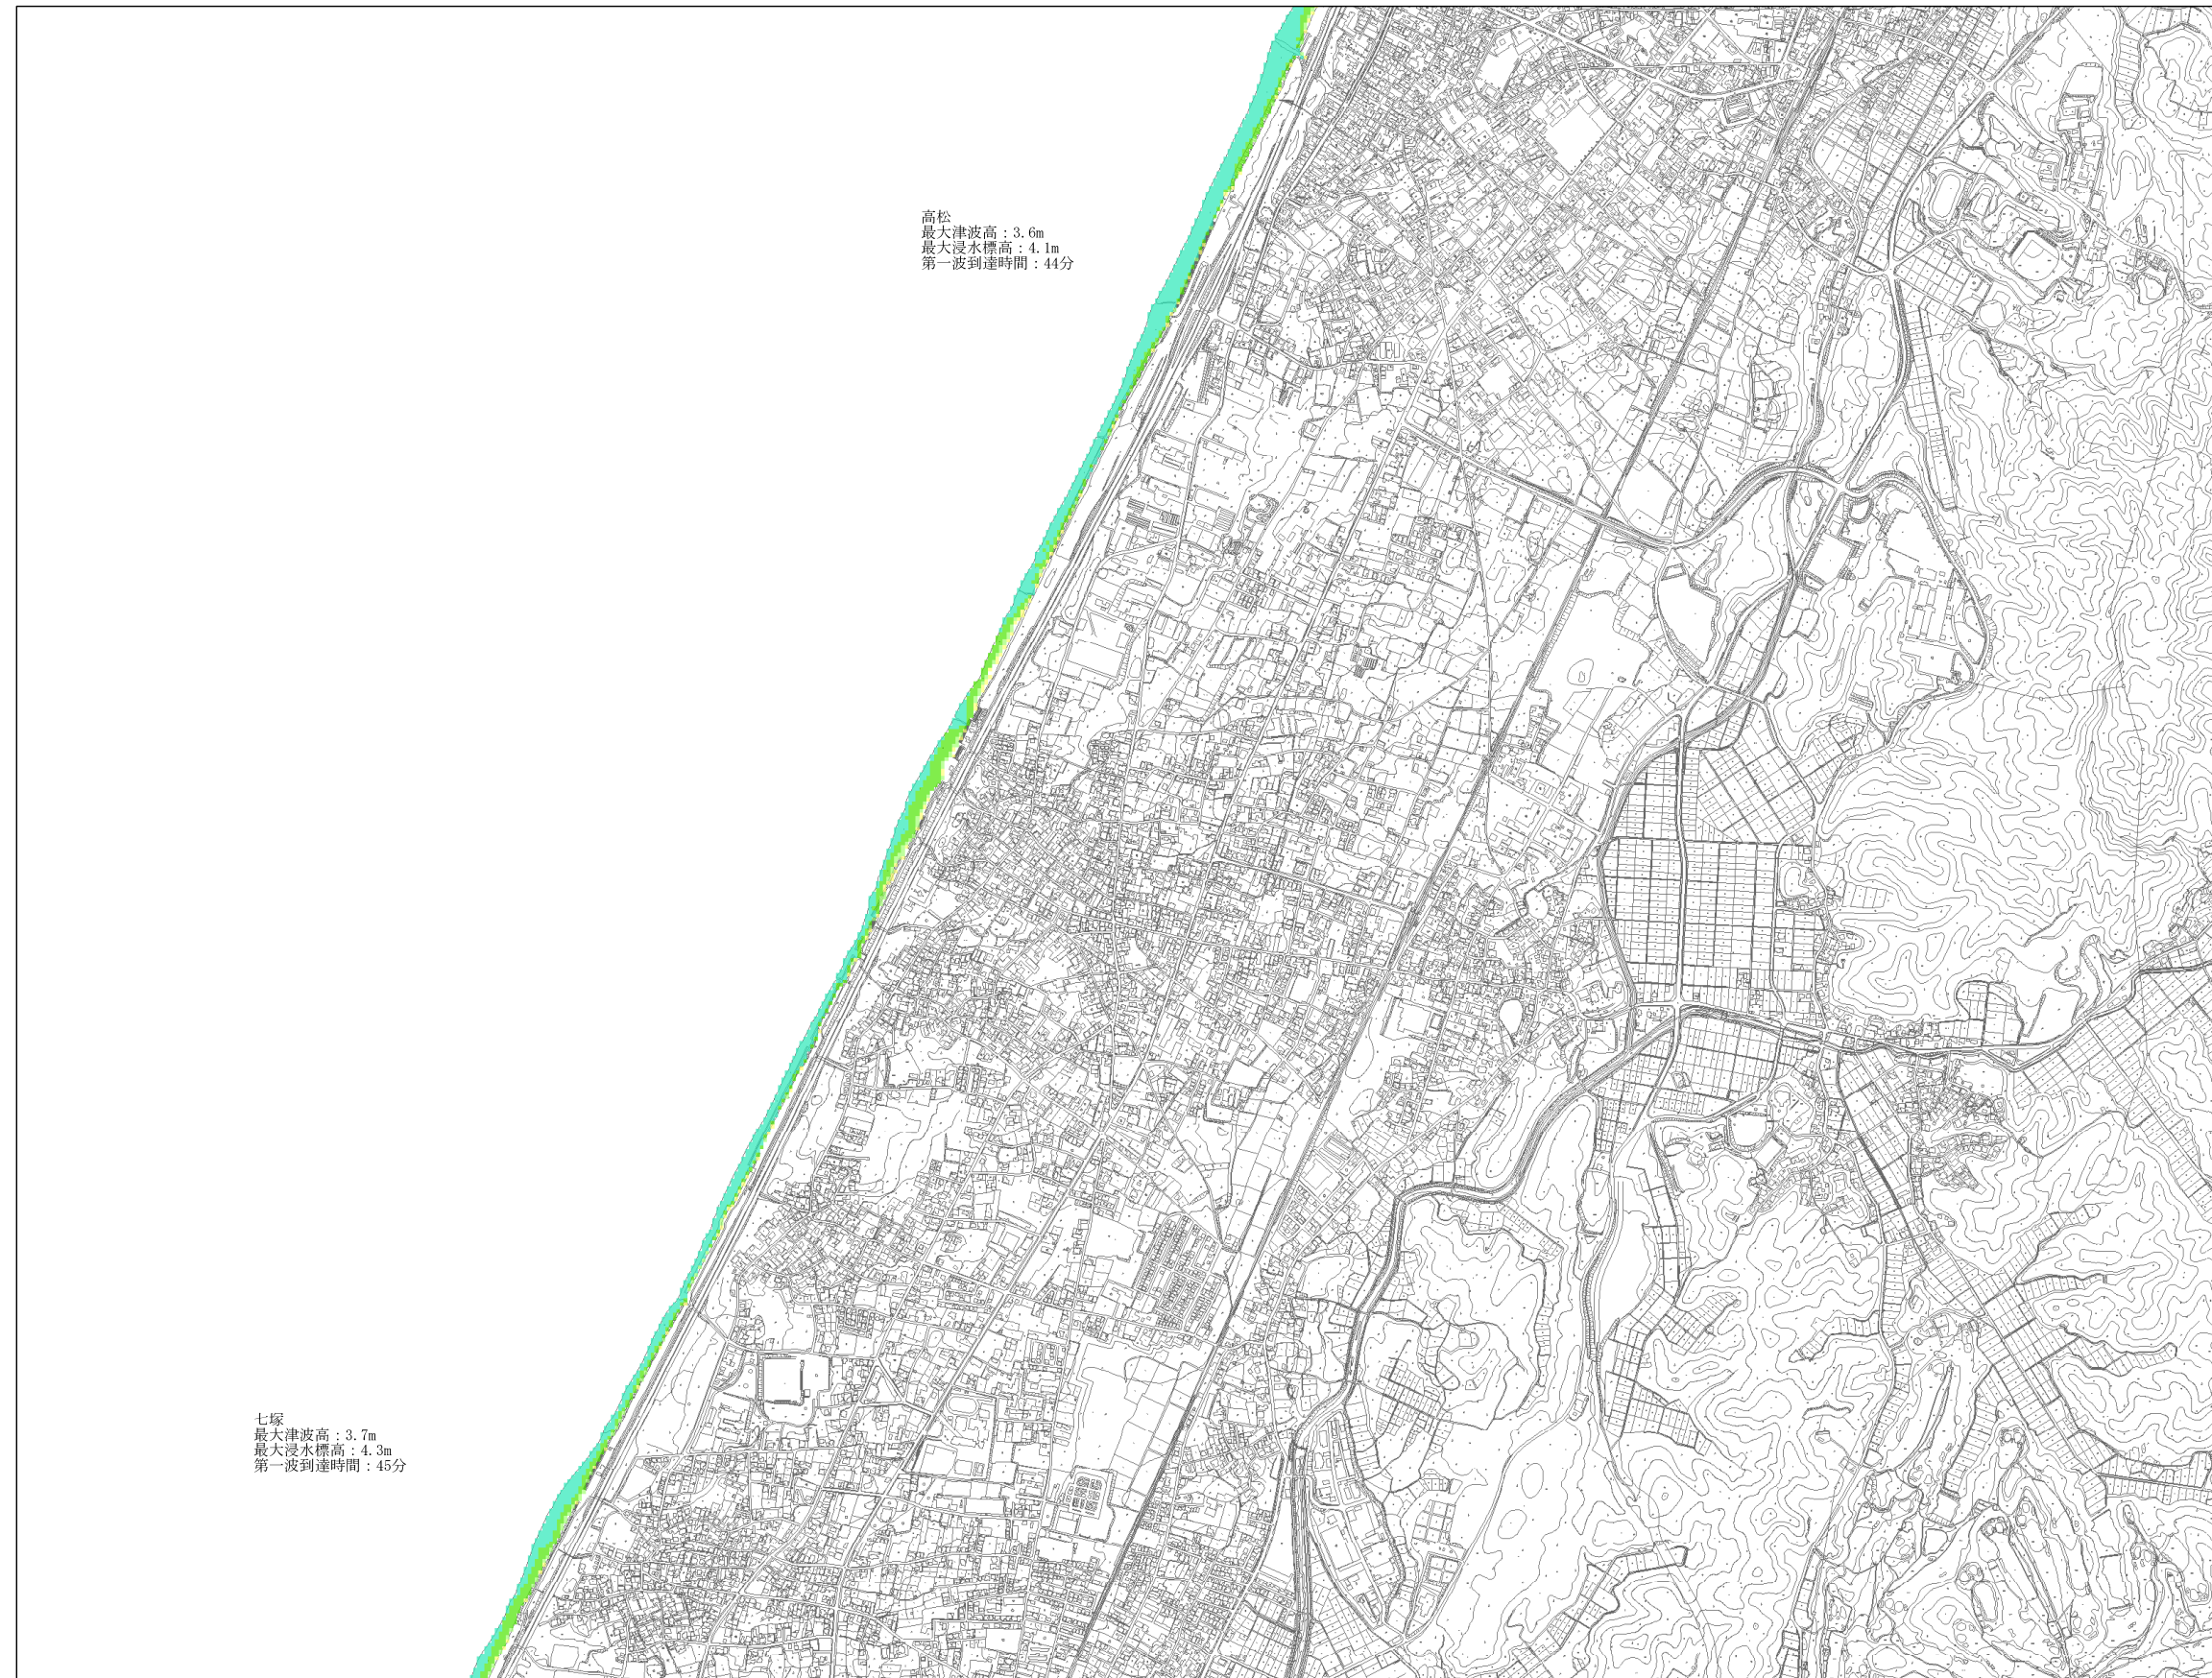 高松
最大津波高：3.6m
最大浸水標高：4.1m
第一波到達時間：44分
七塚
最大津波高：3.7m
最大浸水標高：4.3m
第一波到達時間：45分